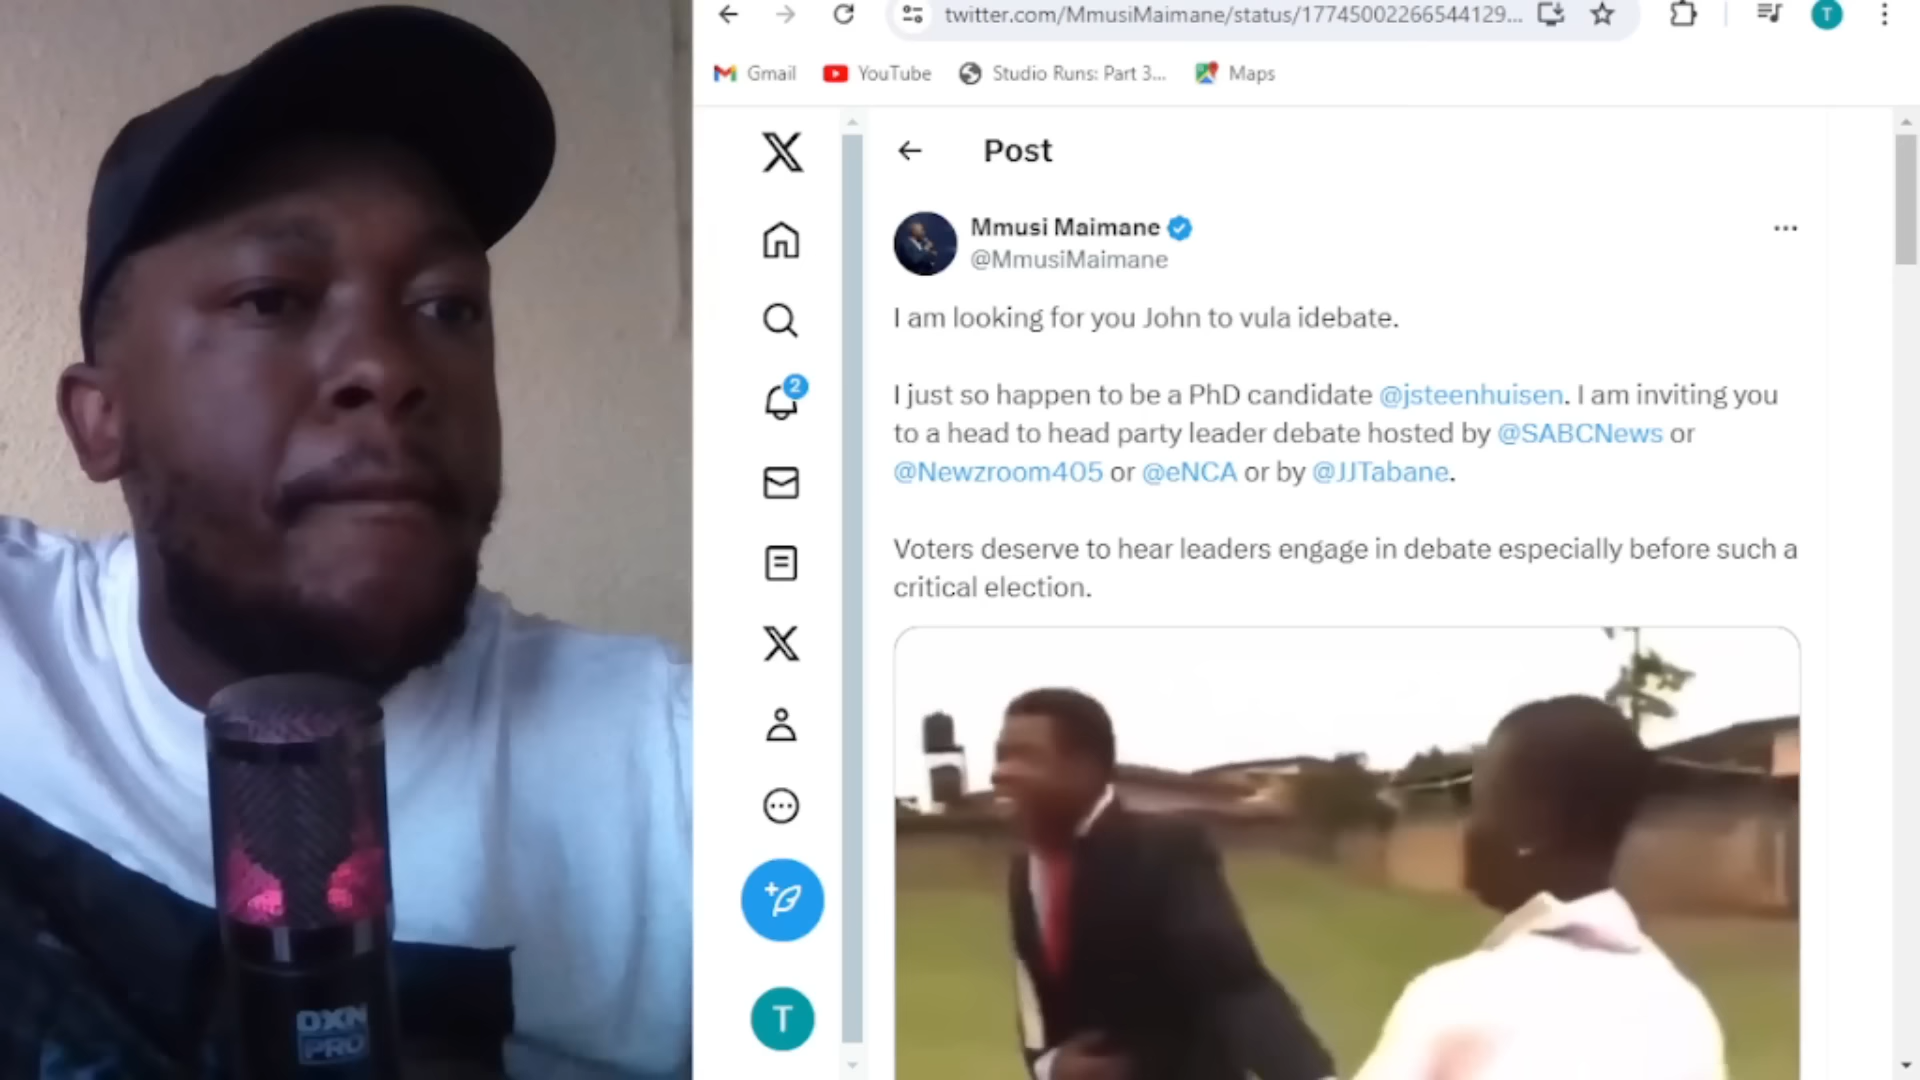 twitter.com/MmusiMaimane/status/17745002266544129...
T
Gmail
YouTube
Studio Runs: Part 3...
Maps
Post
Mmusi Maimane
@MmusiMaimane
I am looking for you John to vula idebate.
I just so happen to be a PhD candidate @jsteenhuisen. I am inviting you
to a head to head party leader debate hosted by @SABCNews or
@Newzroom405 or @eNCA or by @JJTabane.
Voters deserve to hear leaders engage in debate especially before such a
critical election.
2
T
DXN
PRO